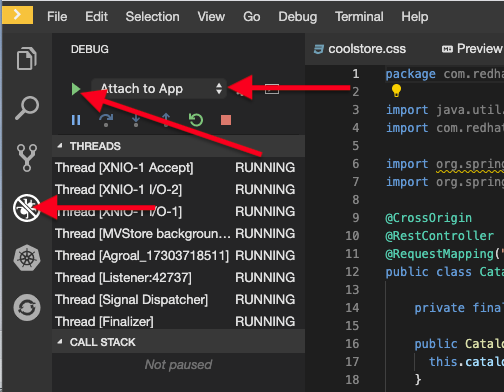 File Edit Selection View Go Debug Terminal Help
DEBUG
coolstore.css Preview
Attach to App
THREADS
Thread [XNIO-1 Accept] RUNNING
Thread [XNIO-1 I/O-2] RUNNING
Thread [XNIO-1 I/O-1] RUNNING
Thread [MVStore backgroun... RUNNING
Thread [Agroal_17303718511] RUNNING
Thread [Listener:42737] RUNNING
Thread [Signal Dispatcher] RUNNING
Thread [Finalizer] RUNNING
CALL STACK
Not paused
1 package com.redha
2
3 import java.util.
4 import com.redhat
5
6 import org.spring
7 import org.spring
8
9 @CrossOrigin
10 @RestController
11 @RequestMapping("
12 public class Cata
13
14 private final
15
16 public Catalo
17 this.catalo
18 }